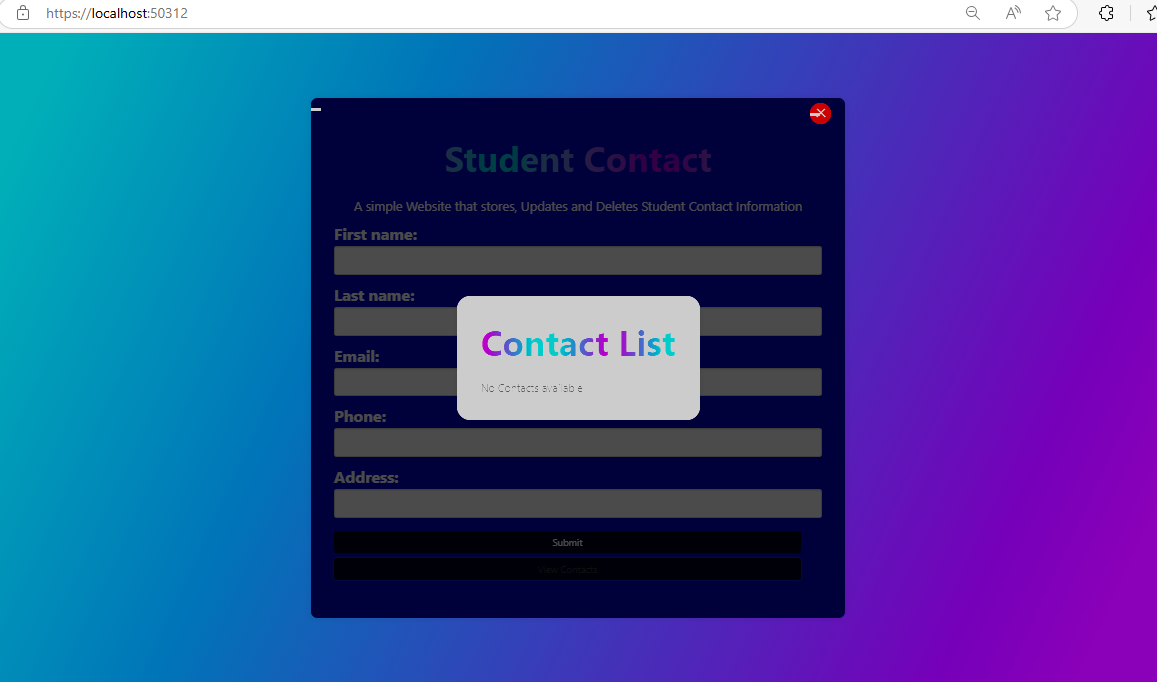 https://localhost:50312
Student Contact
A simple Website that stores, Updates and Deletes Student Contact Information
First name:
Last name:
Contact List
Email:
No Contacts available
Phone:
Address:
Submit
View Contacts